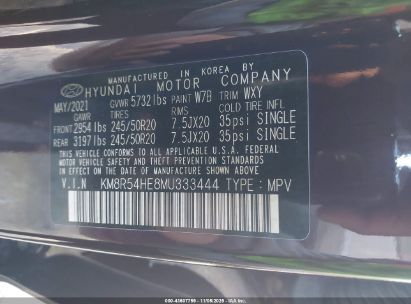 MANUFACTURED IN KOREA BY
HYUNDAI MOTOR COMPANY
MAY/2021 GVWR 5732 lbs PAINT W7B TRIM WXY
GAWR TIRES RIMS COLD TIRE INFL
FRONT 2954 lbs 245/50R20 7.5JX20 35psi SINGLE
REAR 3197 lbs 245/50R20 7.5JX20 35psi SINGLE
THIS VEHICLE CONFORMS TO ALL APPLICABLE U.S.A. FEDERAL
MOTOR VEHICLE SAFETY BUMPER AND THEFT PREVENTION
STANDARDS IN EFFECT ON THE DATE OF MANUFACTURE
SHOWN ABOVE.
V.I.N KM8R54HE8MU333444 TYPE : MPV